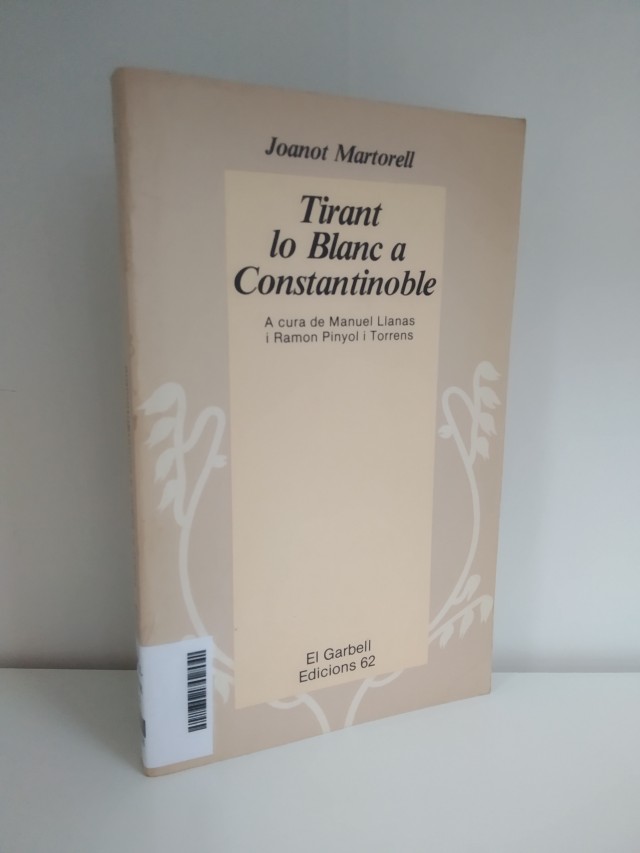 Joanot Martorell
Tirant
lo Blanc a
Constantinoble
A cura de Manuel Llanas
i Ramon Pinyol i Torrens
El Garbell
Edicions 62